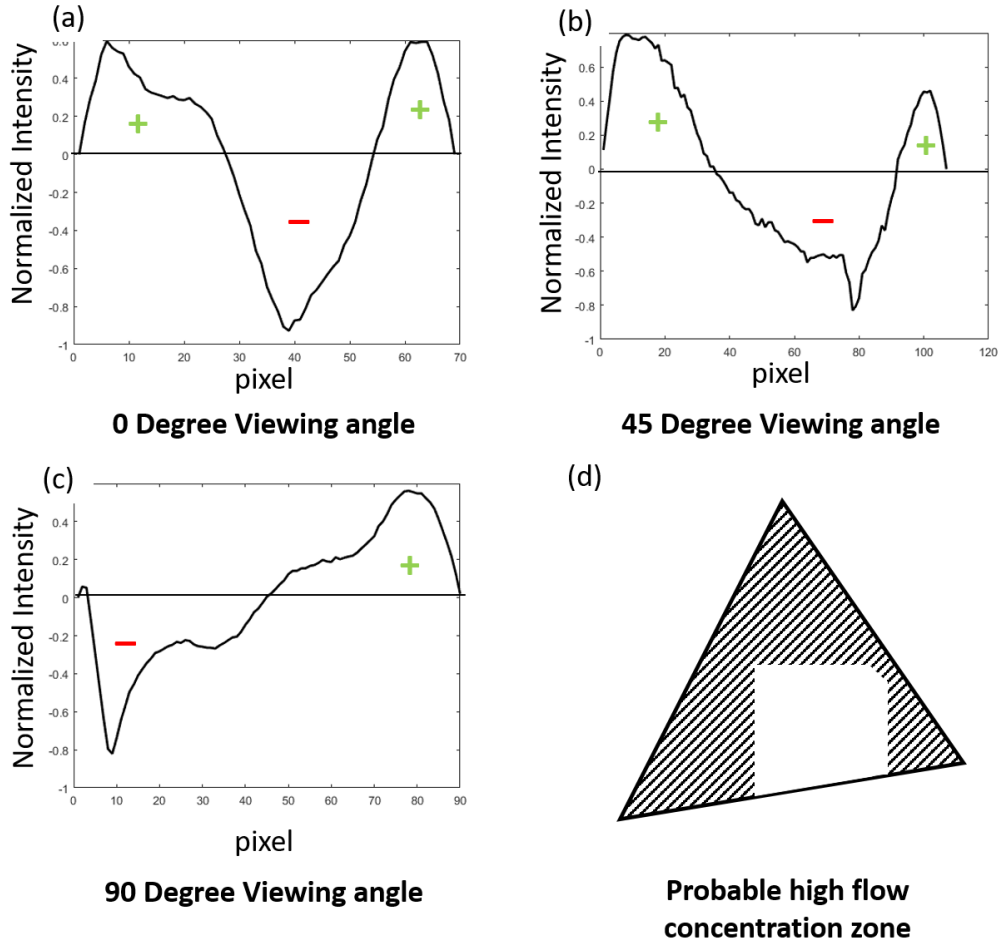 (a)
Normalized Intensity
0.6
0.4
0.2
0
-0.2
-0.4
-0.6
-0.8
-1
+
+
−
0 10 20 30 40 50 60 70
pixel
0 Degree Viewing angle
(b)
Normalized Intensity
0.6
0.4
0.2
0
-0.2
-0.4
-0.6
-0.8
-1
+
+
−
0 20 40 60 80 100 120
pixel
45 Degree Viewing angle
(c)
Normalized Intensity
0.4
0.2
0
-0.2
-0.4
-0.6
-0.8
-1
+
−
0 10 20 30 40 50 60 70 80 90
pixel
90 Degree Viewing angle
(d)
Probable high flow
concentration zone